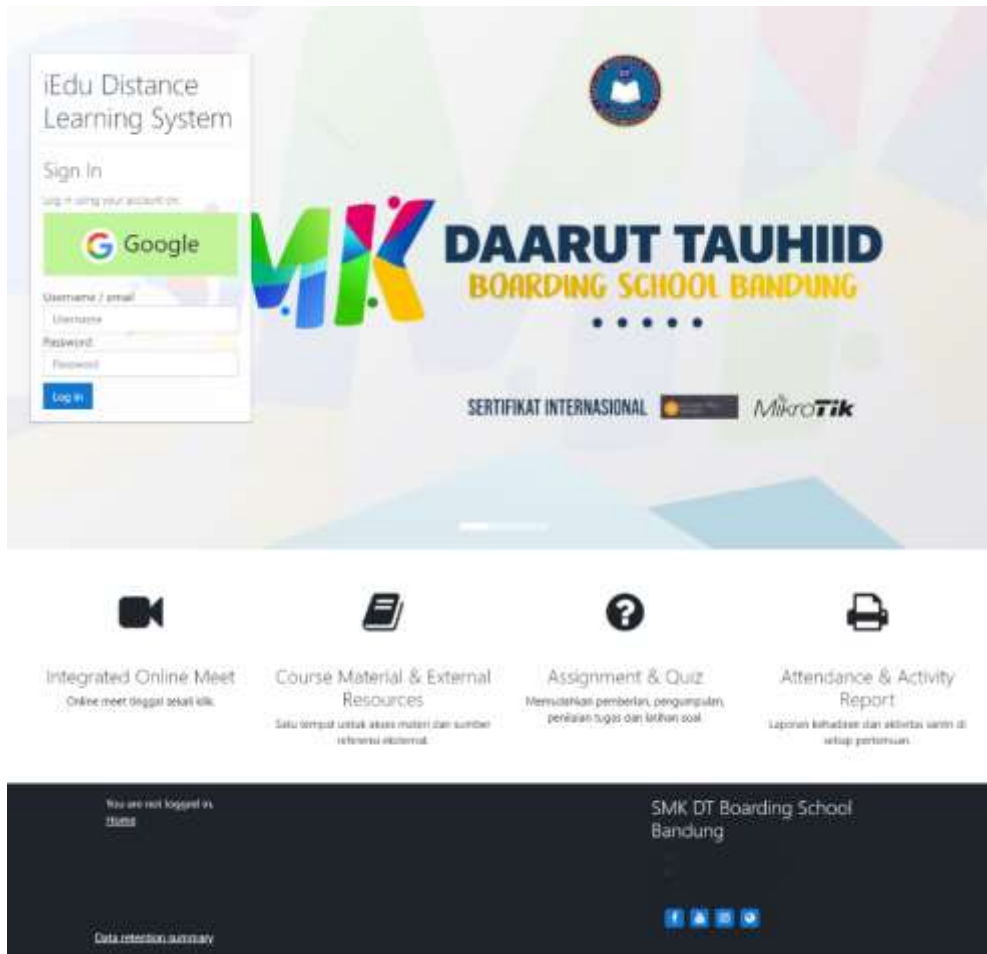 iEdu Distance
Learning System
Sign In
Log in using your account on:
Google
Username / email
Username
Password
Password
Log in
SMK
DAARUT TAUHIID
BOARDING SCHOOL BANDUNG
SERTIFIKAT INTERNASIONAL
MikroTik
Integrated Online Meet
Online meet tinggal sekali klik.
Course Material & External
Resources
Satu tempat untuk akses materi dan sumber
referensi eksternal.
Assignment & Quiz
Memudahkan pemberian, pengumpulan,
penilaian tugas dan latihan soal.
Attendance & Activity
Report
Laporan kehadiran dan aktivitas santri di
setiap pertemuan.
You are not logged in.
Home
Data retention summary
SMK DT Boarding School
Bandung